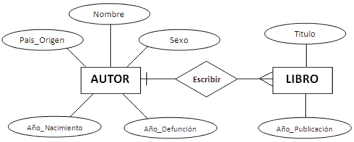 Nombre
Pais_Origen
Sexo
Titulo
AUTOR
Escribir
LIBRO
Año_Nacimiento
Año_Defunción
Año_Publicación